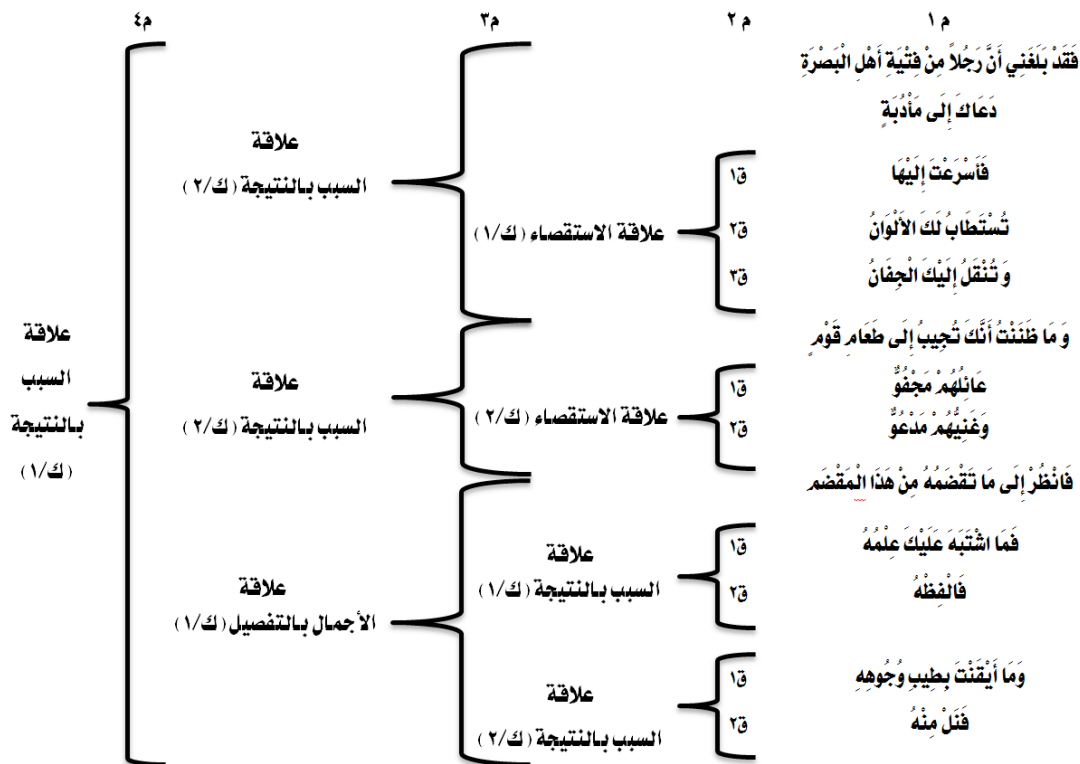 م ١ م ٢ م٣ م٤
فَقَدْ بَلَغَنِي أَنَّ رَجُلاً مِنْ فِتْيَةِ أَهْلِ الْبَصْرَةِ
دَعَاكَ إِلَى مَأْدُبَةٍ
علاقة
السبب بالنتيجة (ك/٢)
فَأَسْرَعْتَ إِلَيْهَا ق١
تُسْتَطَابُ لَكَ الأَلْوَانُ ق٢ علاقة الاستقصاء (ك/١)
وَ تُنْقَلُ إِلَيْكَ الْجِفَانُ ق٣
وَ مَا ظَنَنْتُ أَنَّكَ تُجِيبُ إِلَى طَعَامِ قَوْمٍ
علاقة
السبب
بالنتيجة
(ك/١)
عَائِلُهُمْ مَجْفُوٌّ ق١
وَغَنِيُّهُمْ مَدْعُوٌّ ق٢ علاقة الاستقصاء (ك/٢)
علاقة
السبب بالنتيجة (ك/٢)
فَانْظُرْ إِلَى مَا تَقْضَمُهُ مِنْ هَذَا الْمَقْضَم
فَمَا اشْتَبَهَ عَلَيْكَ عِلْمُهُ ق١
فَالْفِظْهُ ق٢
علاقة
السبب بالنتيجة (ك/١)
علاقة
الأجمال بالتفصيل (ك/١)
وَمَا أَيْقَنْتَ بِطِيبِ وُجُوهِهِ ق١
فَنَلْ مِنْهُ ق٢
علاقة
السبب بالنتيجة (ك/٢)